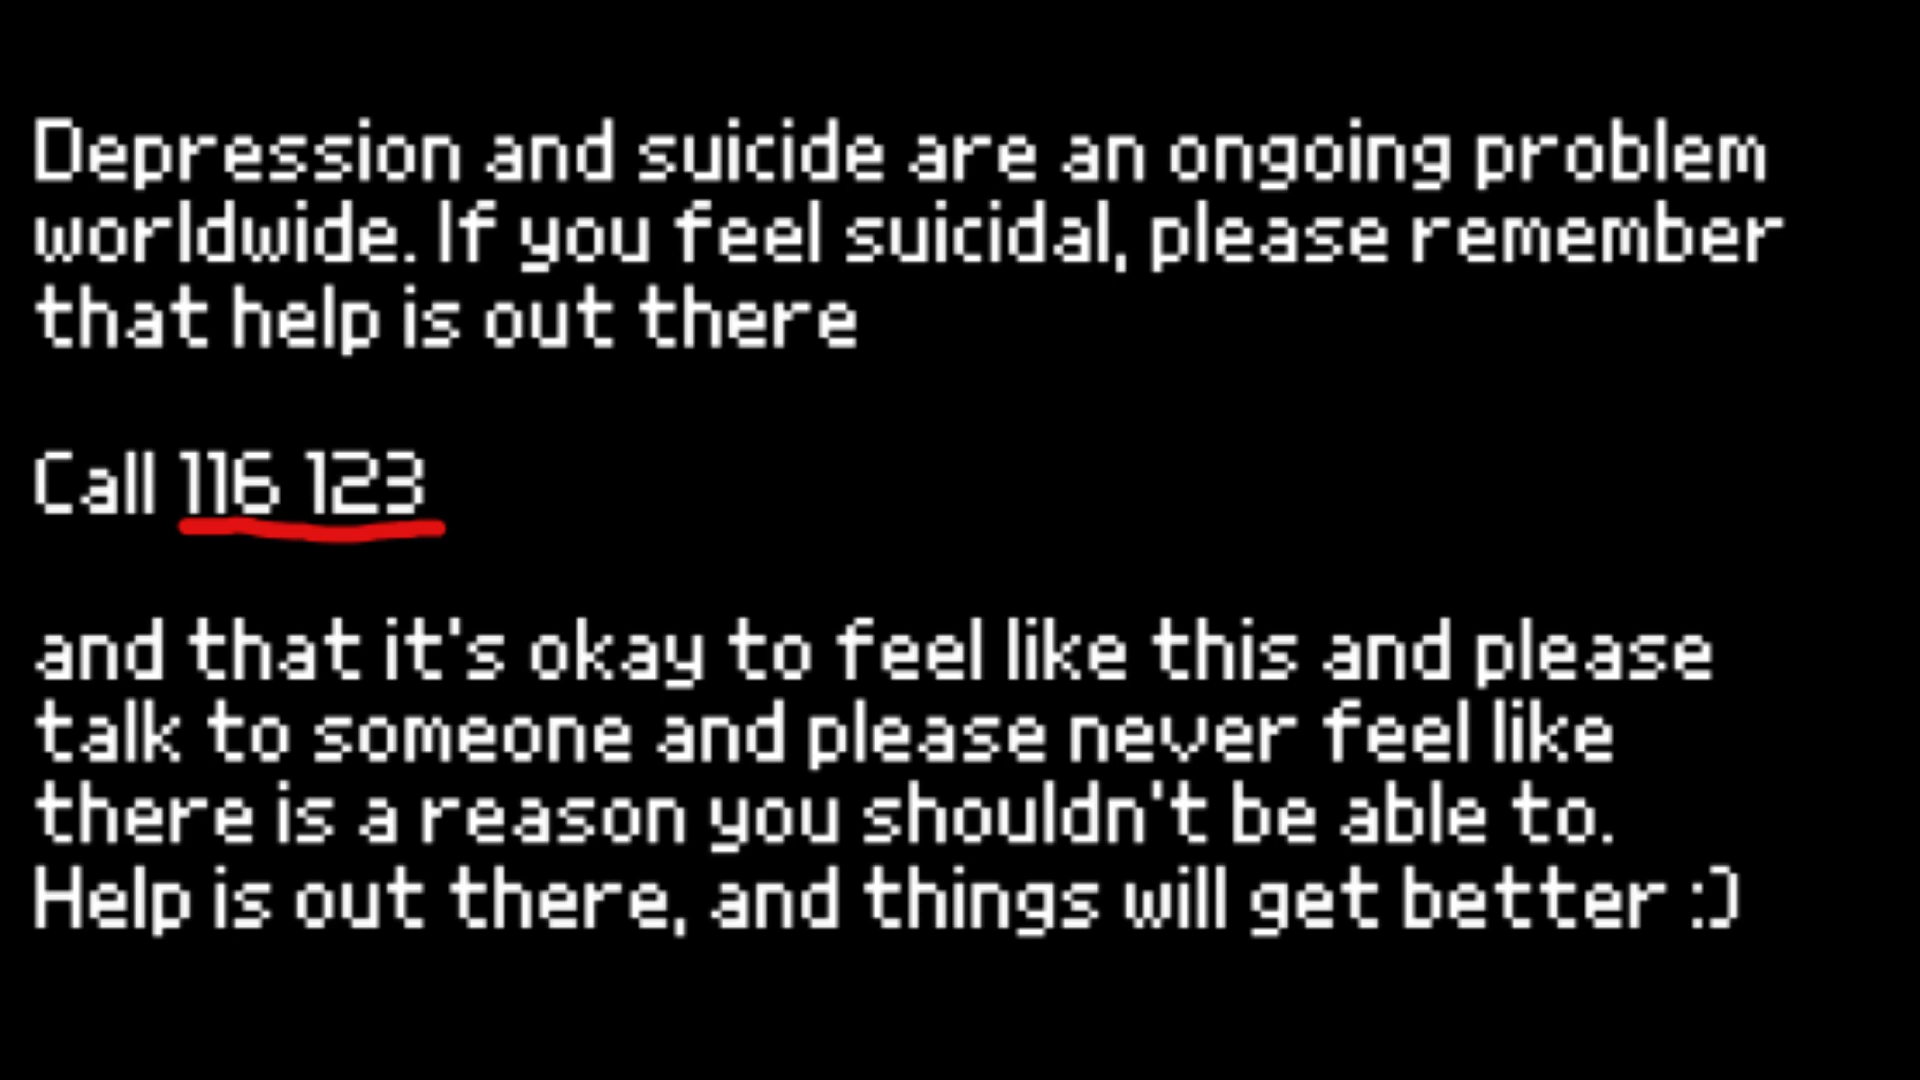 Depression and suicide are an ongoing problem
worldwide. If you feel suicidal, please remember
that help is out there
Call 116 123
and that it's okay to feel like this and please
talk to someone and please never feel like
there is a reason you shouldn't be able to.
Help is out there, and things will get better :)